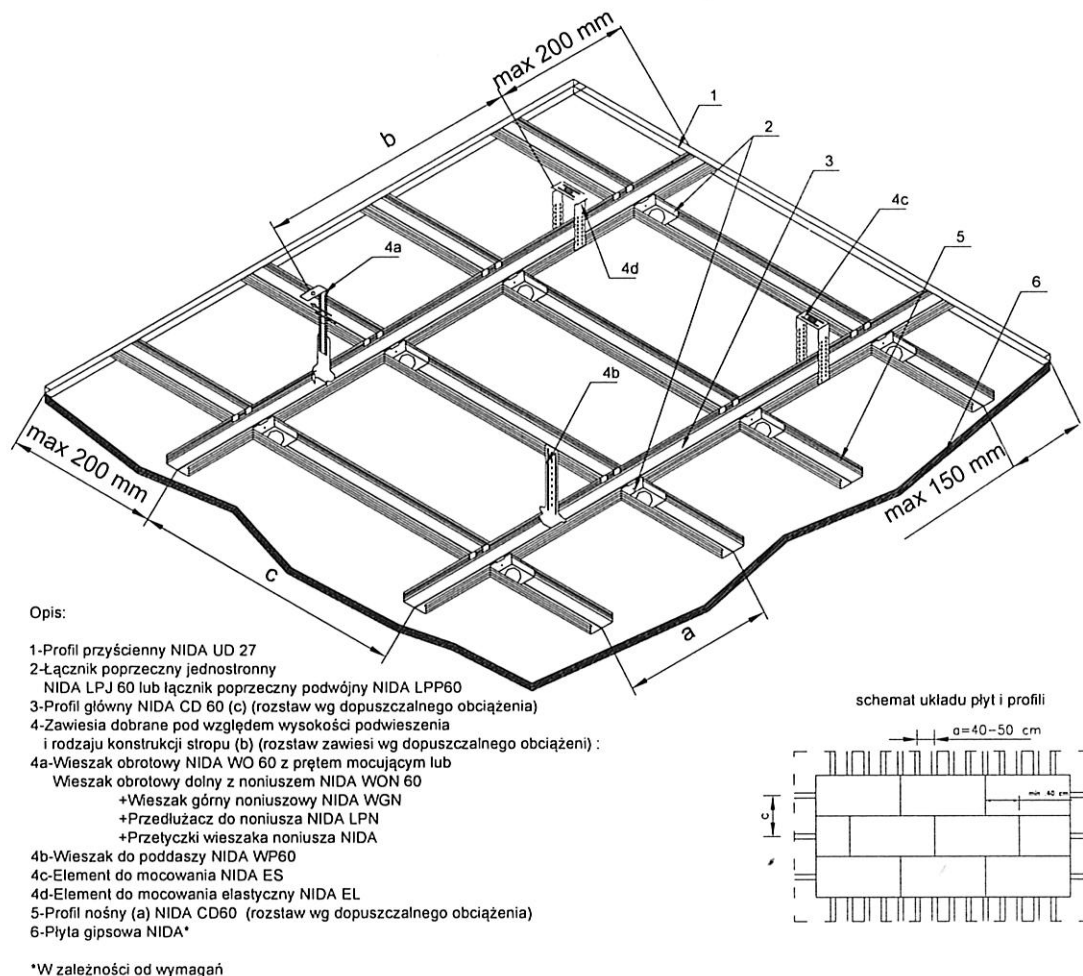 max 200 mm
1
b
2
3
4a
4c
4d
5
6
4b
max 200 mm
max 150 mm
c
a
Opis:
1-Profil przyścienny NIDA UD 27
2-Łącznik poprzeczny jednostronny
NIDA LPJ 60 lub łącznik poprzeczny podwójny NIDA LPP60
3-Profil główny NIDA CD 60 (c) (rozstaw wg dopuszczalnego obciążenia)
4-Zawiesia dobrane pod względem wysokości podwieszenia
i rodzaju konstrukcji stropu (b) (rozstaw zawiesi wg dopuszczalnego obciążeni) :
4a-Wieszak obrotowy NIDA WO 60 z prętem mocującym lub
Wieszak obrotowy dolny z noniuszem NIDA WON 60
+Wieszak górny noniuszowy NIDA WGN
+Przedłużacz do noniusza NIDA LPN
+Przetyczki wieszaka noniusza NIDA
4b-Wieszak do poddaszy NIDA WP60
4c-Element do mocowania NIDA ES
4d-Element do mocowania elastyczny NIDA EL
5-Profil nośny (a) NIDA CD60 (rozstaw wg dopuszczalnego obciążenia)
6-Płyta gipsowa NIDA*
*W zależności od wymagań
schemat układu płyt i profili
a=40-50 cm
min .40 cm
c